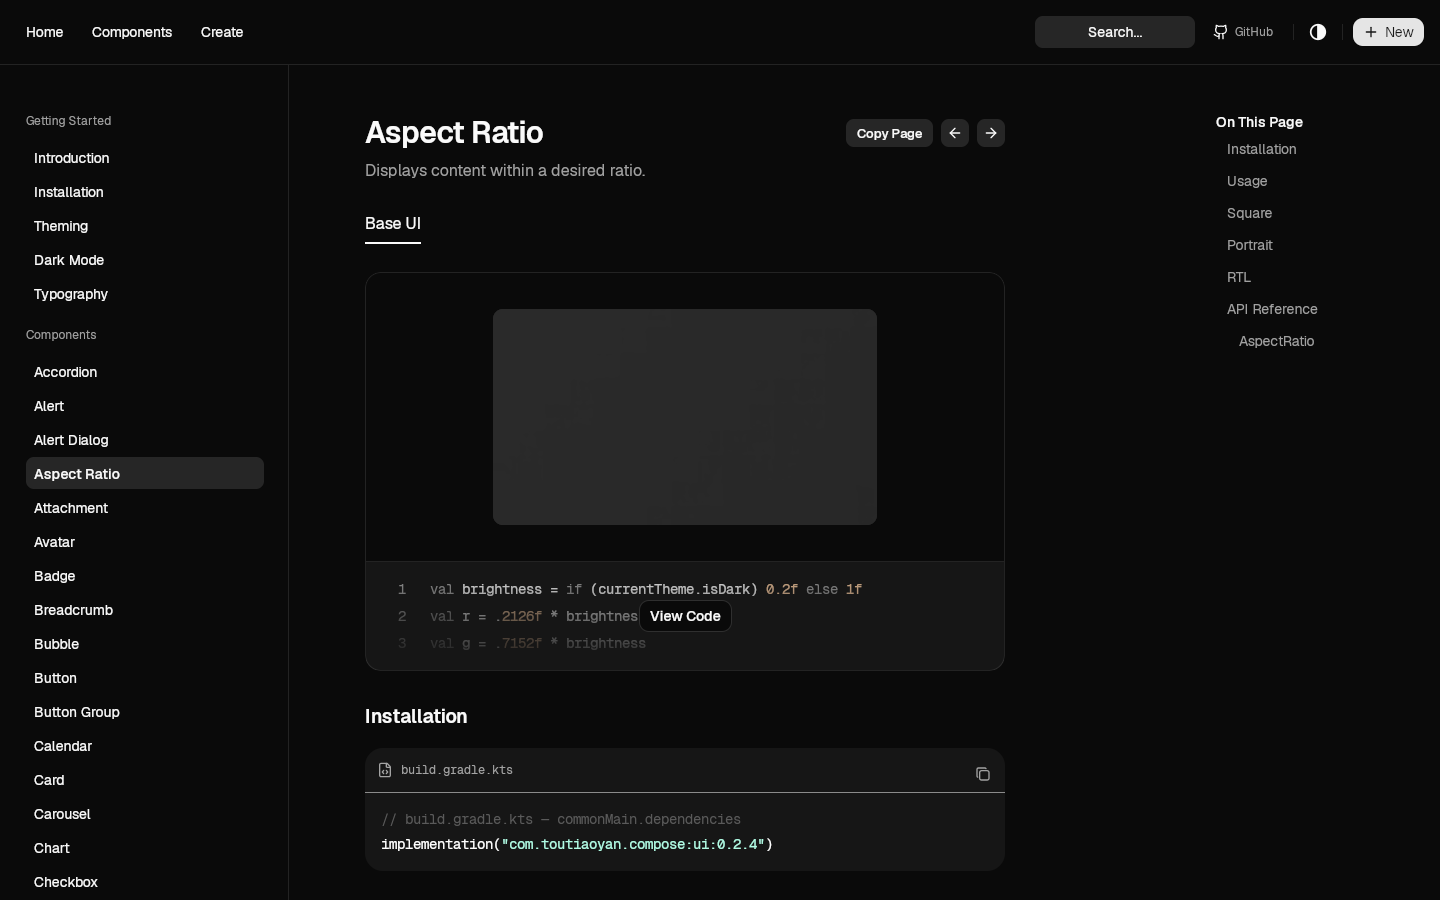 Home
Components
Create
Search...
GitHub
New
Getting Started
Introduction
Installation
Theming
Dark Mode
Typography
Components
Accordion
Alert
Alert Dialog
Aspect Ratio
Attachment
Avatar
Badge
Breadcrumb
Bubble
Button
Button Group
Calendar
Card
Carousel
Chart
Checkbox
Aspect Ratio
Copy Page
Displays content within a desired ratio.
Base UI
1 val brightness = if (currentTheme.isDark) 0.2f else 1f
2 val r = .2126f * brightnes
View Code
3 val g = .7152f * brightness
Installation
build.gradle.kts
// build.gradle.kts — commonMain.dependencies
implementation("com.toutiaoyan.compose:ui:0.2.4")
On This Page
Installation
Usage
Square
Portrait
RTL
API Reference
AspectRatio